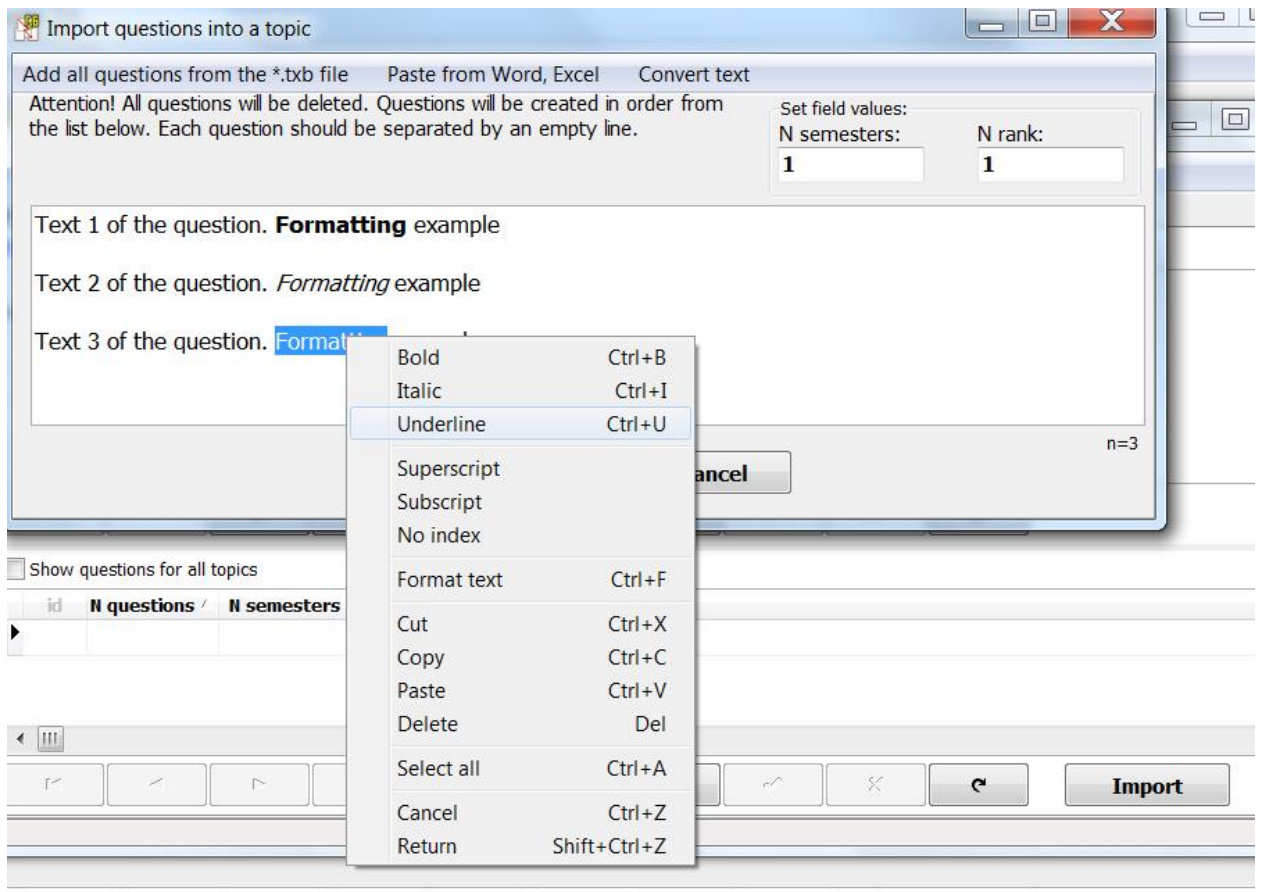 Import questions into a topic
Add all questions from the *.txb file Paste from Word, Excel Convert text
Attention! All questions will be deleted. Questions will be created in order from
the list below. Each question should be separated by an empty line.
Set field values:
N semesters: N rank:
1 1
Text 1 of the question. Formatting example
Text 2 of the question. Formatting example
Text 3 of the question.
Bold Ctrl+B
Italic Ctrl+I
Underline Ctrl+U
Superscript
Subscript
No index
Format text Ctrl+F
Cut Ctrl+X
Copy Ctrl+C
Paste Ctrl+V
Delete Del
Select all Ctrl+A
Cancel Ctrl+Z
Return Shift+Ctrl+Z
n=3
Show questions for all topics
id N questions N semesters
Import